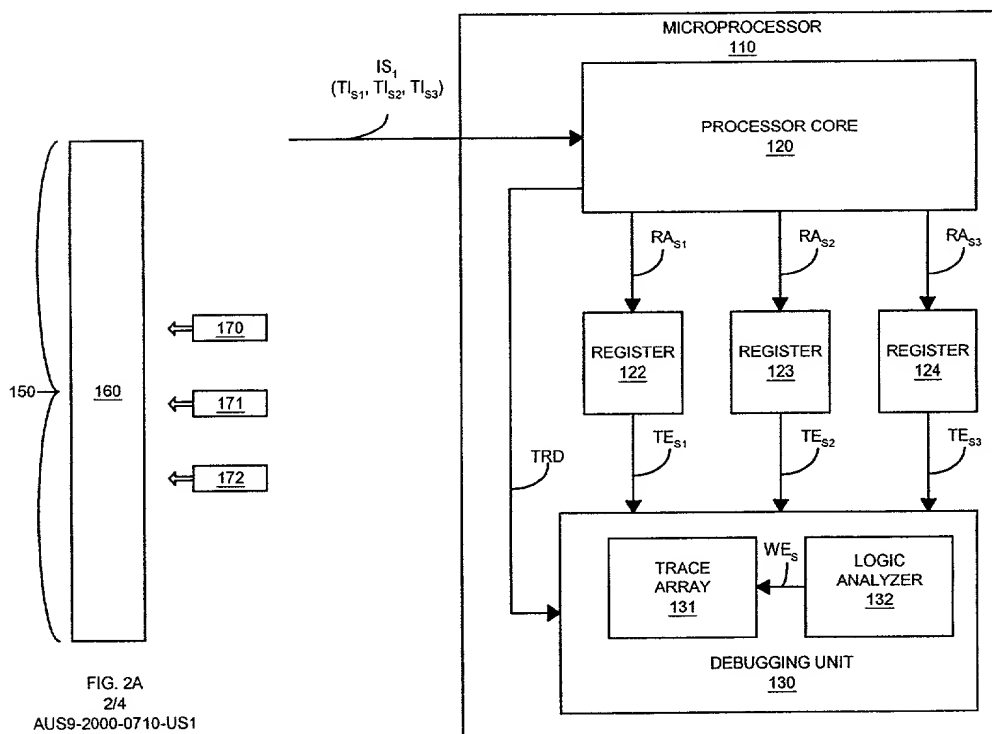 MICROPROCESSOR
110
IS1
(TIS1, TIS2, TIS3)
PROCESSOR CORE
120
RAS1
RAS2
RAS3
170
REGISTER
122
REGISTER
123
REGISTER
124
150
160
171
TES1
TES2
TES3
TRD
172
TRACE
ARRAY
131
WES
LOGIC
ANALYZER
132
DEBUGGING UNIT
130
FIG. 2A
2/4
AUS9-2000-0710-US1